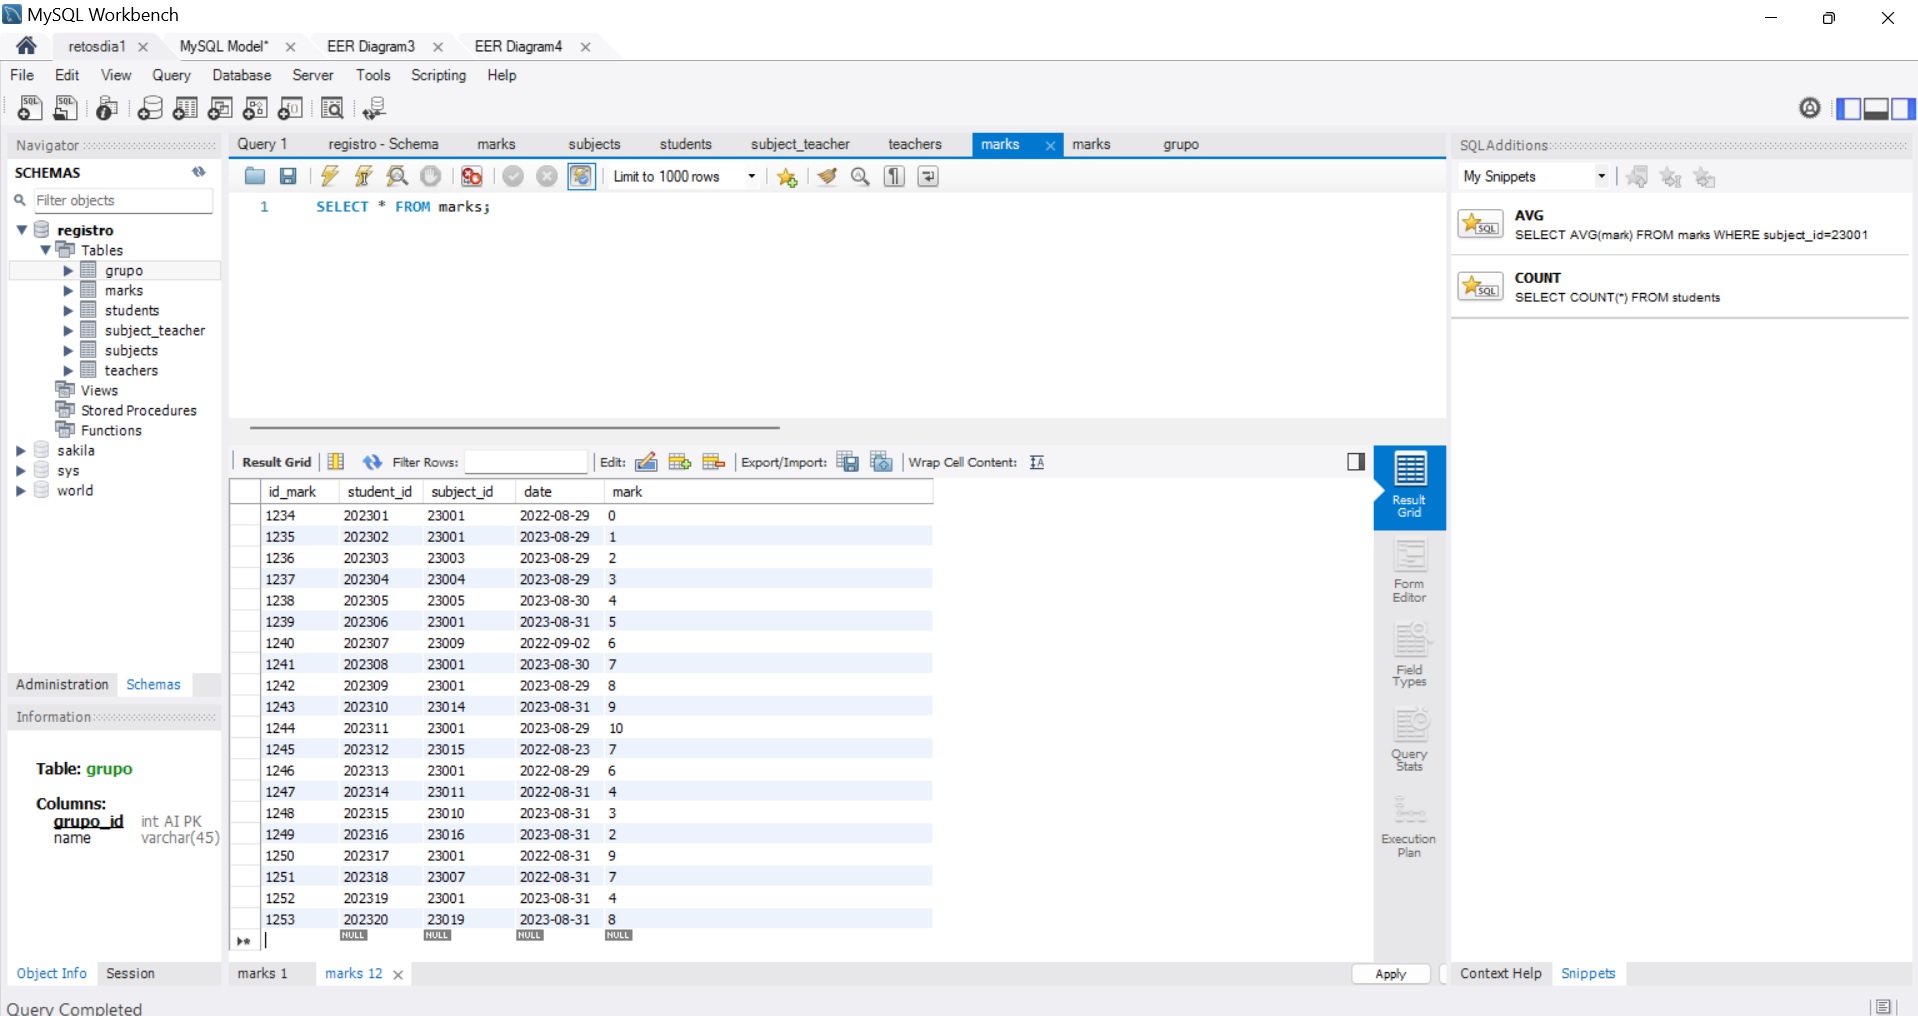 MySQL Workbench
retosdia1 MySQL Model* EER Diagram3 EER Diagram4
File Edit View Query Database Server Tools Scripting Help
Navigator
SCHEMAS
Filter objects
registro
Tables
grupo
marks
students
subject_teacher
subjects
teachers
Views
Stored Procedures
Functions
sakila
sys
world
Administration Schemas
Information
Table: grupo
Columns:
grupo_id int AI PK
name varchar(45)
Object Info Session
Query Completed
Query 1 registro - Schema marks subjects students subject_teacher teachers marks marks grupo
Limit to 1000 rows
1 SELECT * FROM marks;
Result Grid Filter Rows: Edit: Export/Import: Wrap Cell Content: IA
id_mark student_id subject_id date mark
1234 202301 23001 2022-08-29 0
1235 202302 23001 2023-08-29 1
1236 202303 23003 2023-08-29 2
1237 202304 23004 2023-08-29 3
1238 202305 23005 2023-08-30 4
1239 202306 23001 2023-08-31 5
1240 202307 23009 2022-09-02 6
1241 202308 23001 2023-08-30 7
1242 202309 23001 2023-08-29 8
1243 202310 23014 2023-08-31 9
1244 202311 23001 2023-08-29 10
1245 202312 23015 2022-08-23 7
1246 202313 23001 2022-08-29 6
1247 202314 23011 2022-08-31 4
1248 202315 23010 2023-08-31 3
1249 202316 23016 2023-08-31 2
1250 202317 23001 2022-08-31 9
1251 202318 23007 2022-08-31 7
1252 202319 23001 2023-08-31 4
1253 202320 23019 2023-08-31 8
NULL NULL NULL NULL
marks 1 marks 12
Apply
Result
Grid
Form
Editor
Field
Types
Query
Stats
Execution
Plan
SQLAdditions
My Snippets
SQL
AVG
SELECT AVG(mark) FROM marks WHERE subject_id=23001
SQL
COUNT
SELECT COUNT(*) FROM students
Context Help Snippets